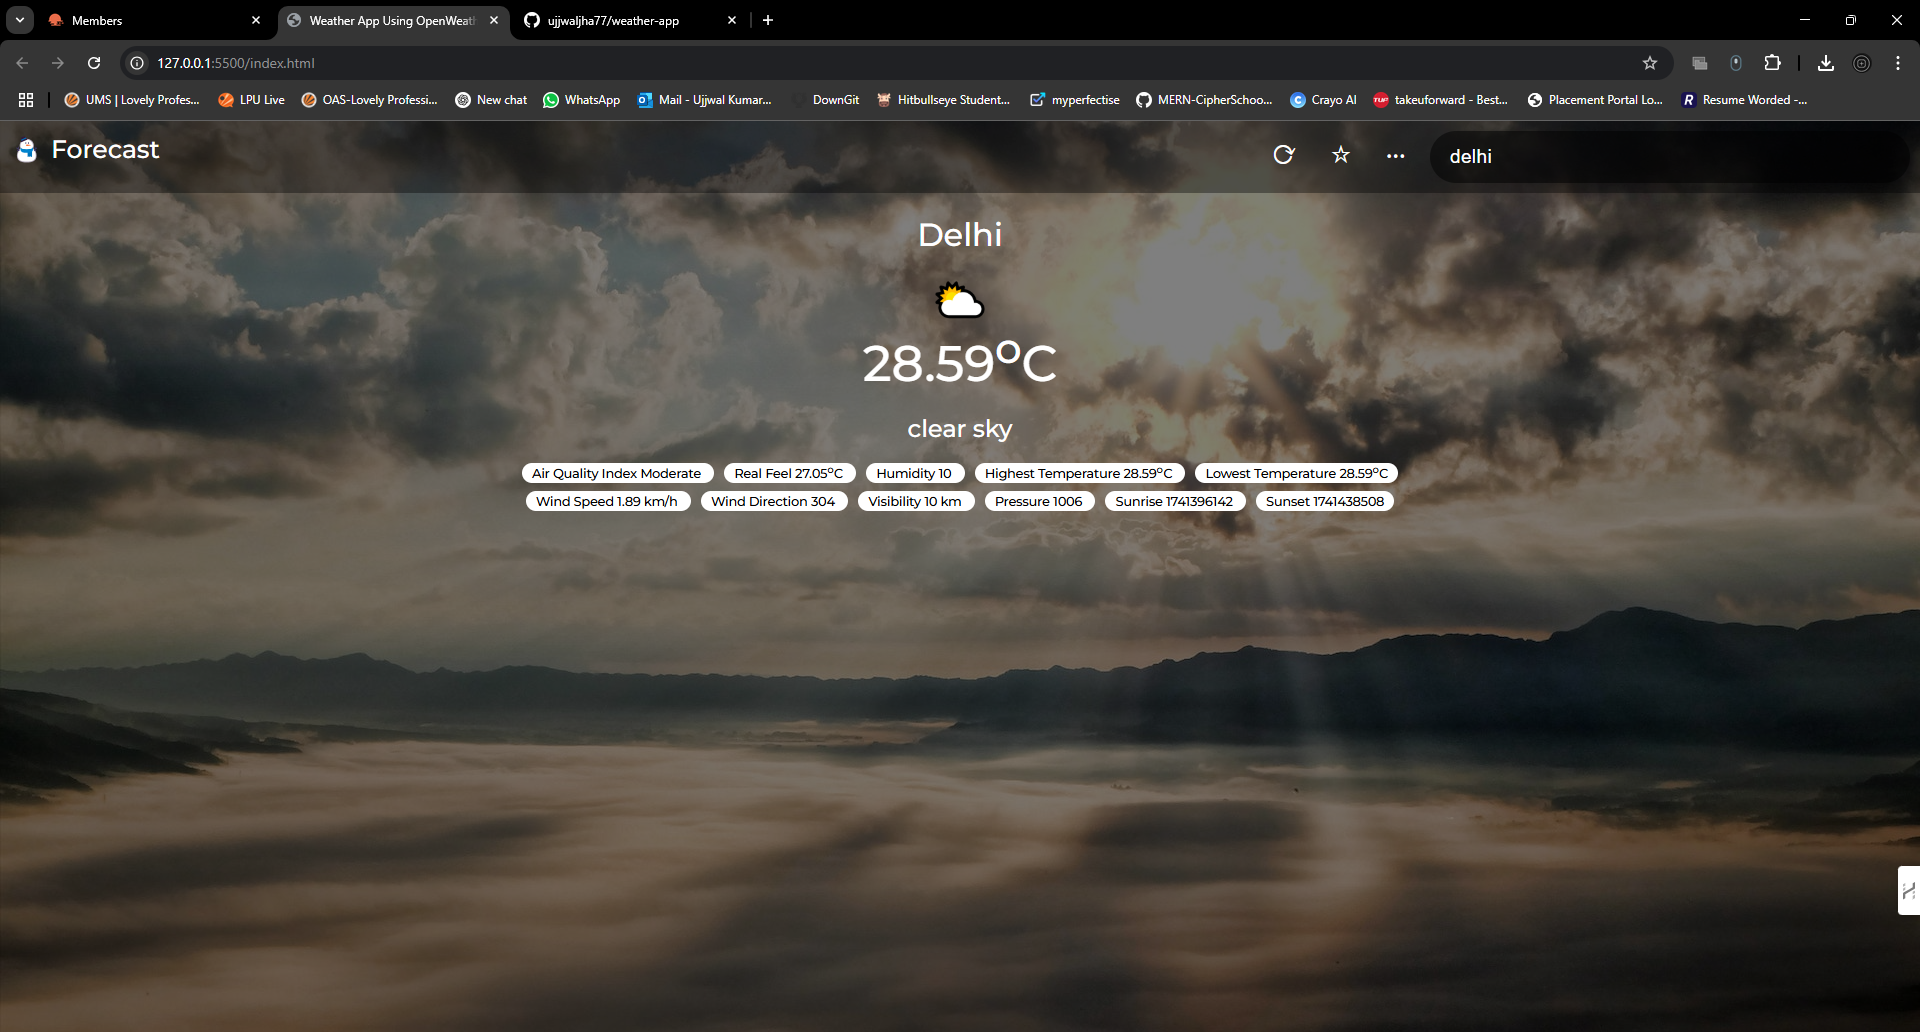 Members
Weather App Using OpenWeat
ujjwaljha77/weather-app
127.0.0.1:5500/index.html
UMS | Lovely Profes...
LPU Live
OAS-Lovely Professi...
New chat
WhatsApp
Mail - Ujjwal Kumar...
DownGit
Hitbullseye Student...
myperfectise
MERN-CipherSchoo...
Crayo AI
TUF
takeuforward - Best...
Placement Portal Lo...
Resume Worded -...
Forecast
delhi
Delhi
28.59°C
clear sky
Air Quality Index Moderate
Real Feel 27.05°C
Humidity 10
Highest Temperature 28.59°C
Lowest Temperature 28.59°C
Wind Speed 1.89 km/h
Wind Direction 304
Visibility 10 km
Pressure 1006
Sunrise 1741396142
Sunset 1741438508